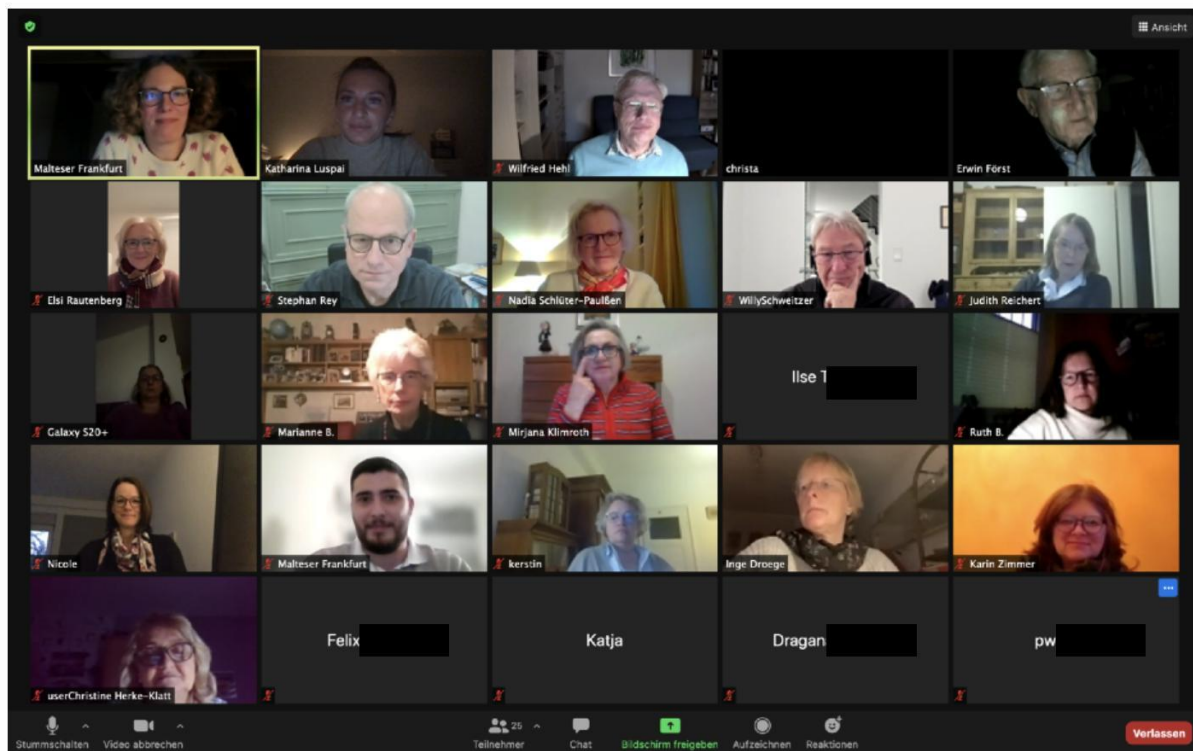 Ansicht
Malteser Frankfurt
Katharina Luspai
Wilfried Hehl
christa
Erwin Först
Elsi Rautenberg
Stephan Rey
Nadia Schlüter-Paulßen
WillySchweitzer
Judith Reichert
Galaxy S20+
Marianne B.
Mirjana Klimroth
Ilse T
Ruth B.
Nicole
Malteser Frankfurt
kerstin
Inge Droege
Karin Zimmer
userChristine Herke-Klatt
Felix
Katja
Dragan
pw
Stummschalten
Video abbrechen
25
Teilnehmer
Chat
Bildschirm freigeben
Aufzeichnen
Reaktionen
Verlassen